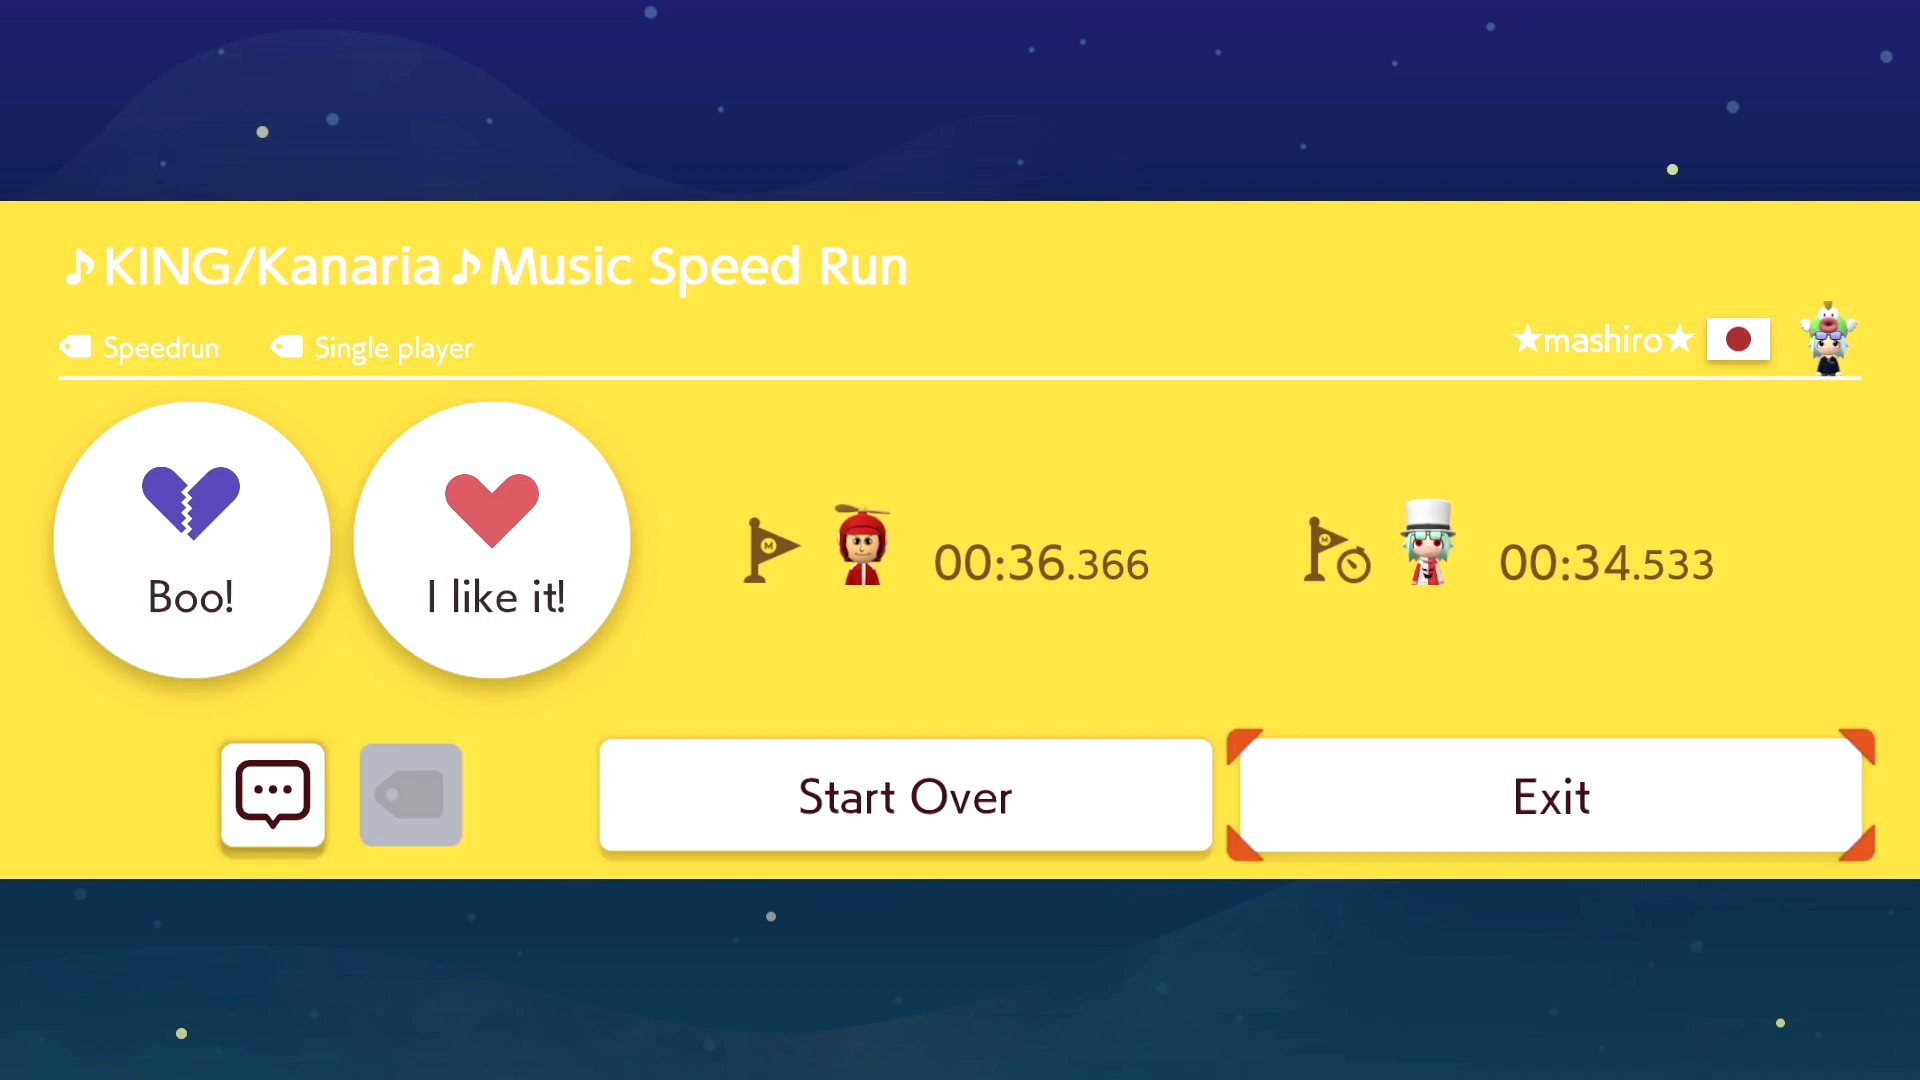 ♪KING/Kanaria♪Music Speed Run
Speedrun Single player
★mashiro★
Boo!
I like it!
M
00:36.366
M
00:34.533
Start Over
Exit